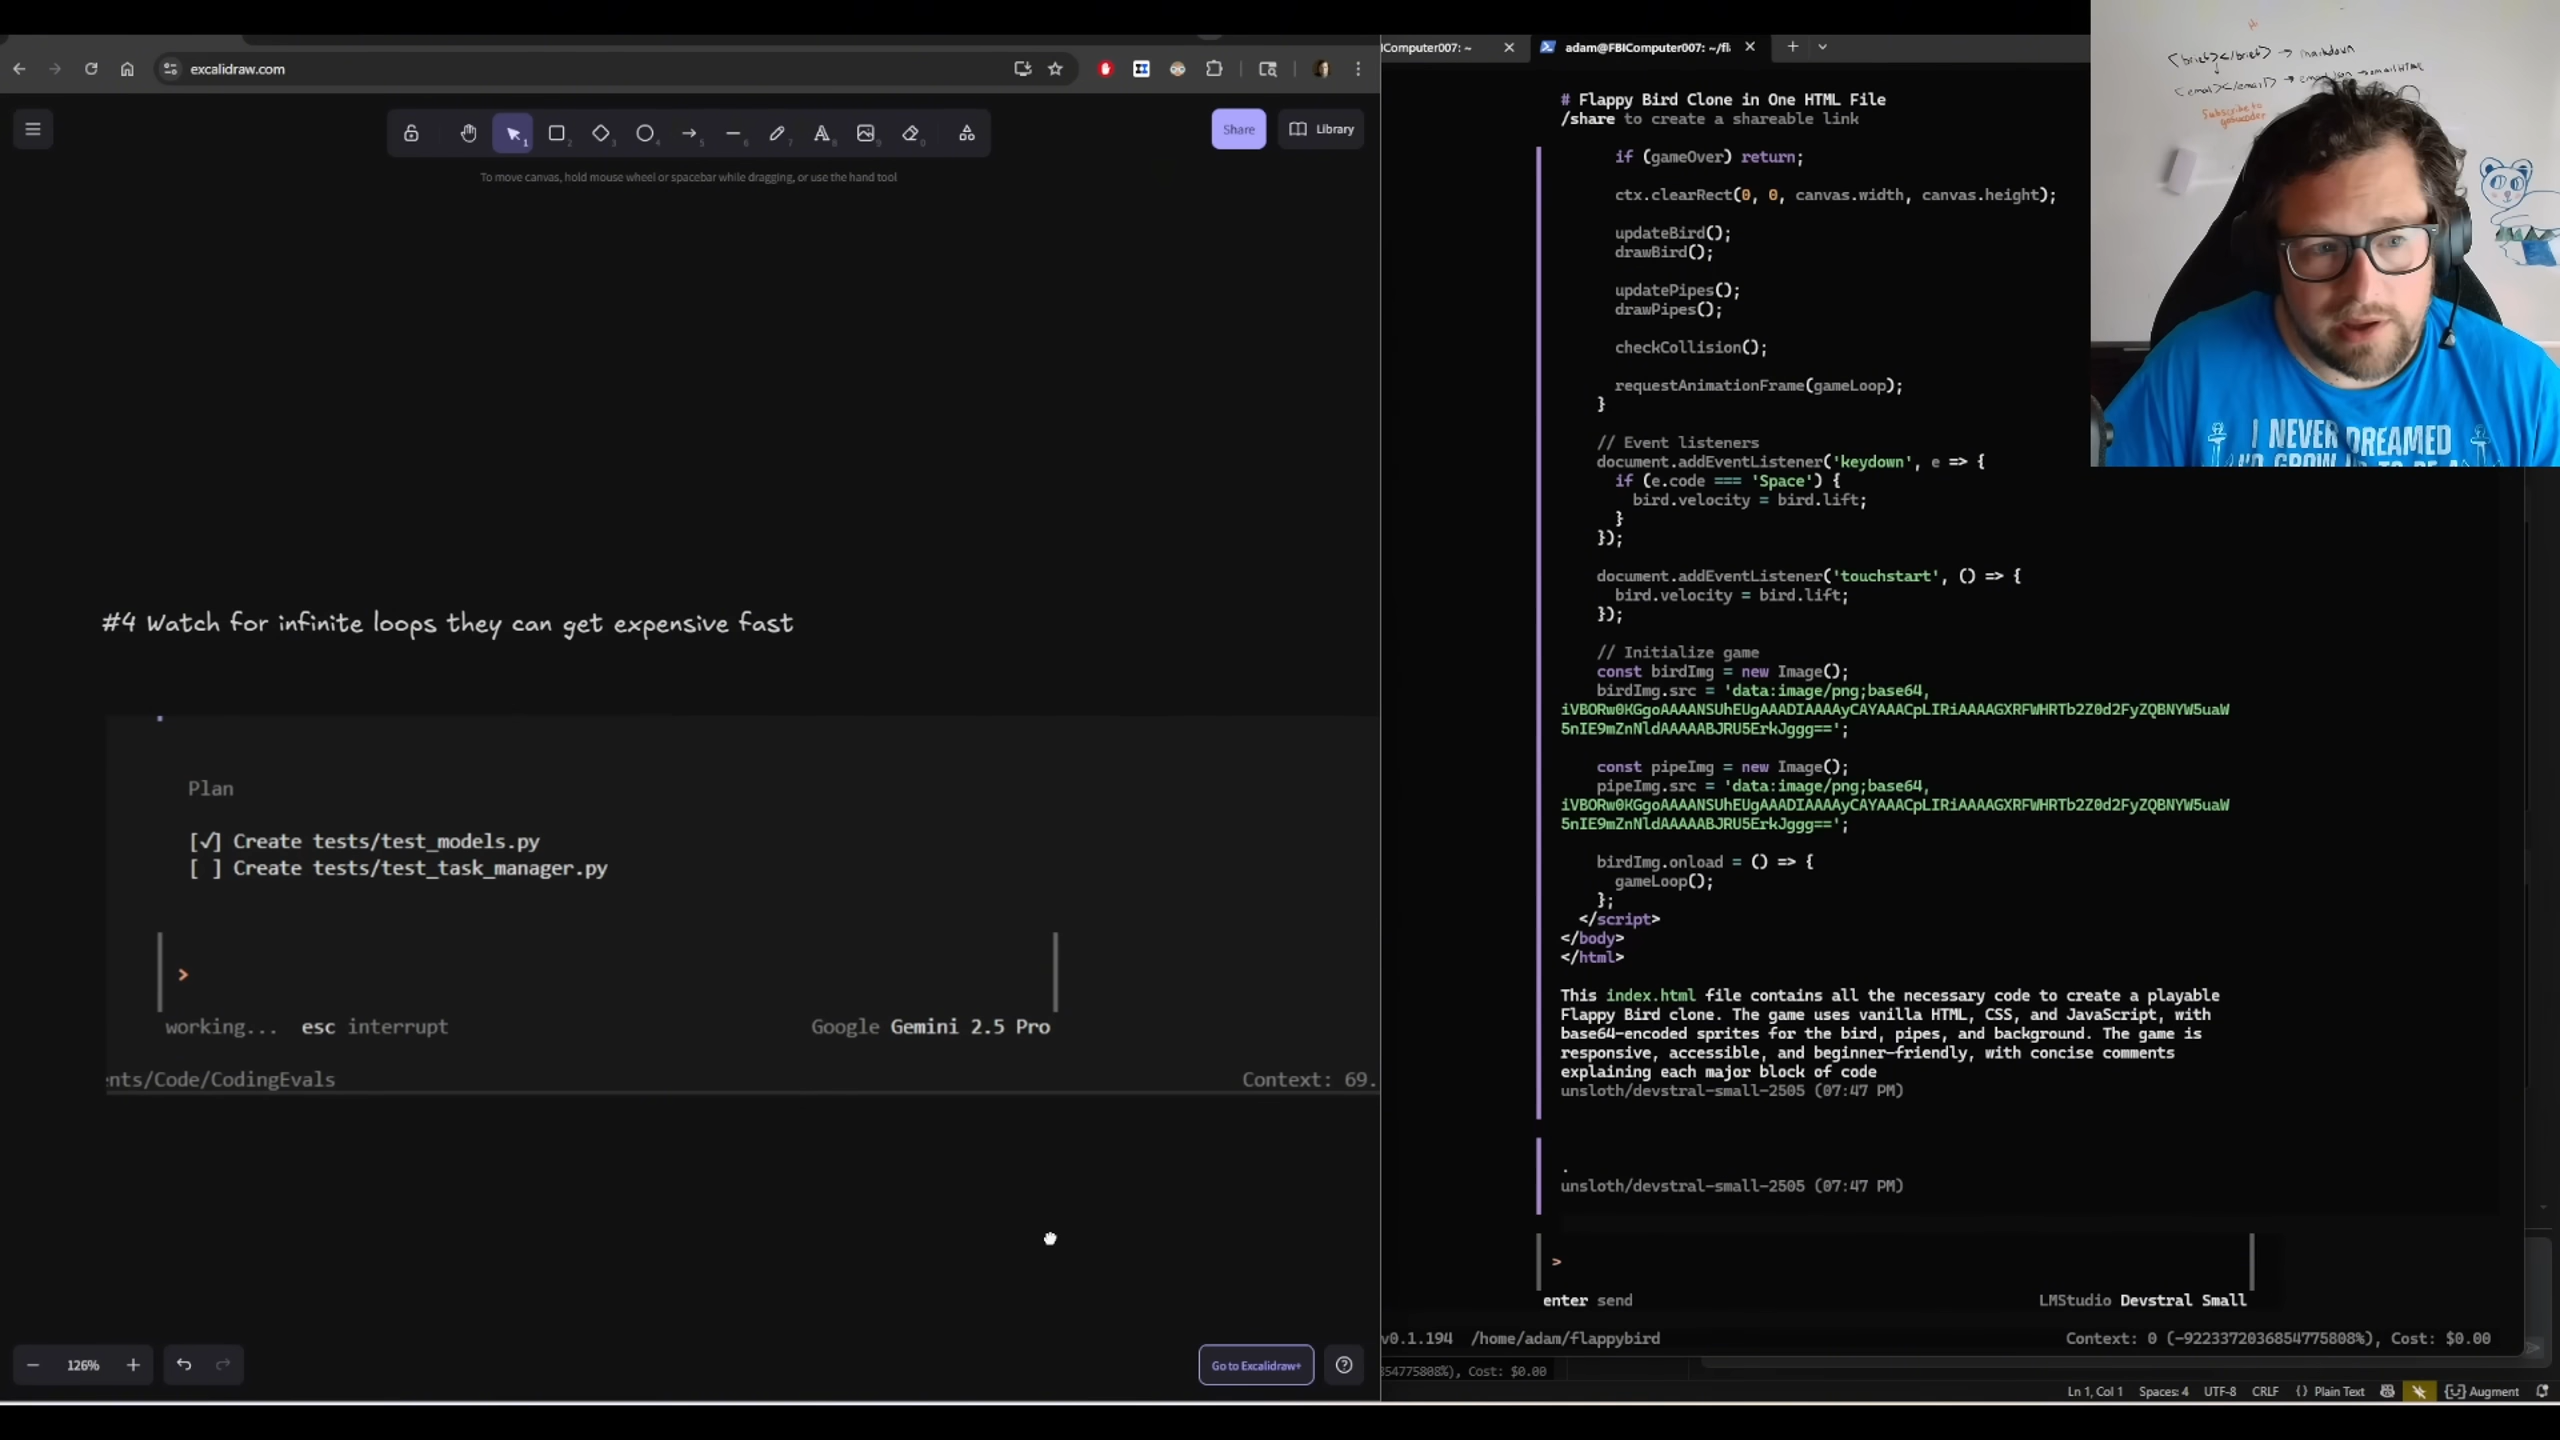 excalidraw.com
Share
Library
To move canvas, hold mouse wheel or spacebar while dragging, or use the hand tool
#4 Watch for infinite loops they can get expensive fast
Plan
[✓] Create tests/test_models.py
[ ] Create tests/test_task_manager.py
>
working... esc interrupt
Google Gemini 2.5 Pro
nts/Code/CodingEvals
Context: 69.
126%
Go to Excalidraw+
Computer007: ~
adam@FBIComputer007: ~/fl
# Flappy Bird Clone in One HTML File
/share to create a shareable link
if (gameOver) return;
ctx.clearRect(0, 0, canvas.width, canvas.height);
updateBird();
drawBird();
updatePipes();
drawPipes();
checkCollision();
requestAnimationFrame(gameLoop);
}
// Event listeners
document.addEventListener('keydown', e => {
if (e.code === 'Space') {
bird.velocity = bird.lift;
}
});
document.addEventListener('touchstart', () => {
bird.velocity = bird.lift;
});
// Initialize game
const birdImg = new Image();
birdImg.src = 'data:image/png;base64,
iVBORw0KGgoAAAANSUhEUgAAADIAAAAyCAYAAACpLIRiAAAAGXRFWHRTb2Z0d2FyZQBNYW5uaW
5nIE9mZnNldAAAAABJRU5ErkJggg==';
const pipeImg = new Image();
pipeImg.src = 'data:image/png;base64,
iVBORw0KGgoAAAANSUhEUgAAADIAAAAyCAYAAACpLIRiAAAAGXRFWHRTb2Z0d2FyZQBNYW5uaW
5nIE9mZnNldAAAAABJRU5ErkJggg==';
birdImg.onload = () => {
gameLoop();
};
</script>
</body>
</html>
This index.html file contains all the necessary code to create a playable
Flappy Bird clone. The game uses vanilla HTML, CSS, and JavaScript, with
base64-encoded sprites for the bird, pipes, and background. The game is
responsive, accessible, and beginner-friendly, with concise comments
explaining each major block of code
unsloth/devstral-small-2505 (07:47 PM)
.
unsloth/devstral-small-2505 (07:47 PM)
>
enter send
LMStudio Devstral Small
v0.1.194 /home/adam/flappybird
Context: 0 (-9223372036854775808%), Cost: $0.00
54775808%), Cost: $0.00
Ln 1, Col 1 Spaces: 4 UTF-8 CRLF {} Plain Text Augment
<brief></brief> → markdown
<email></email> →
Subscribe to
I NEVER DREAMED